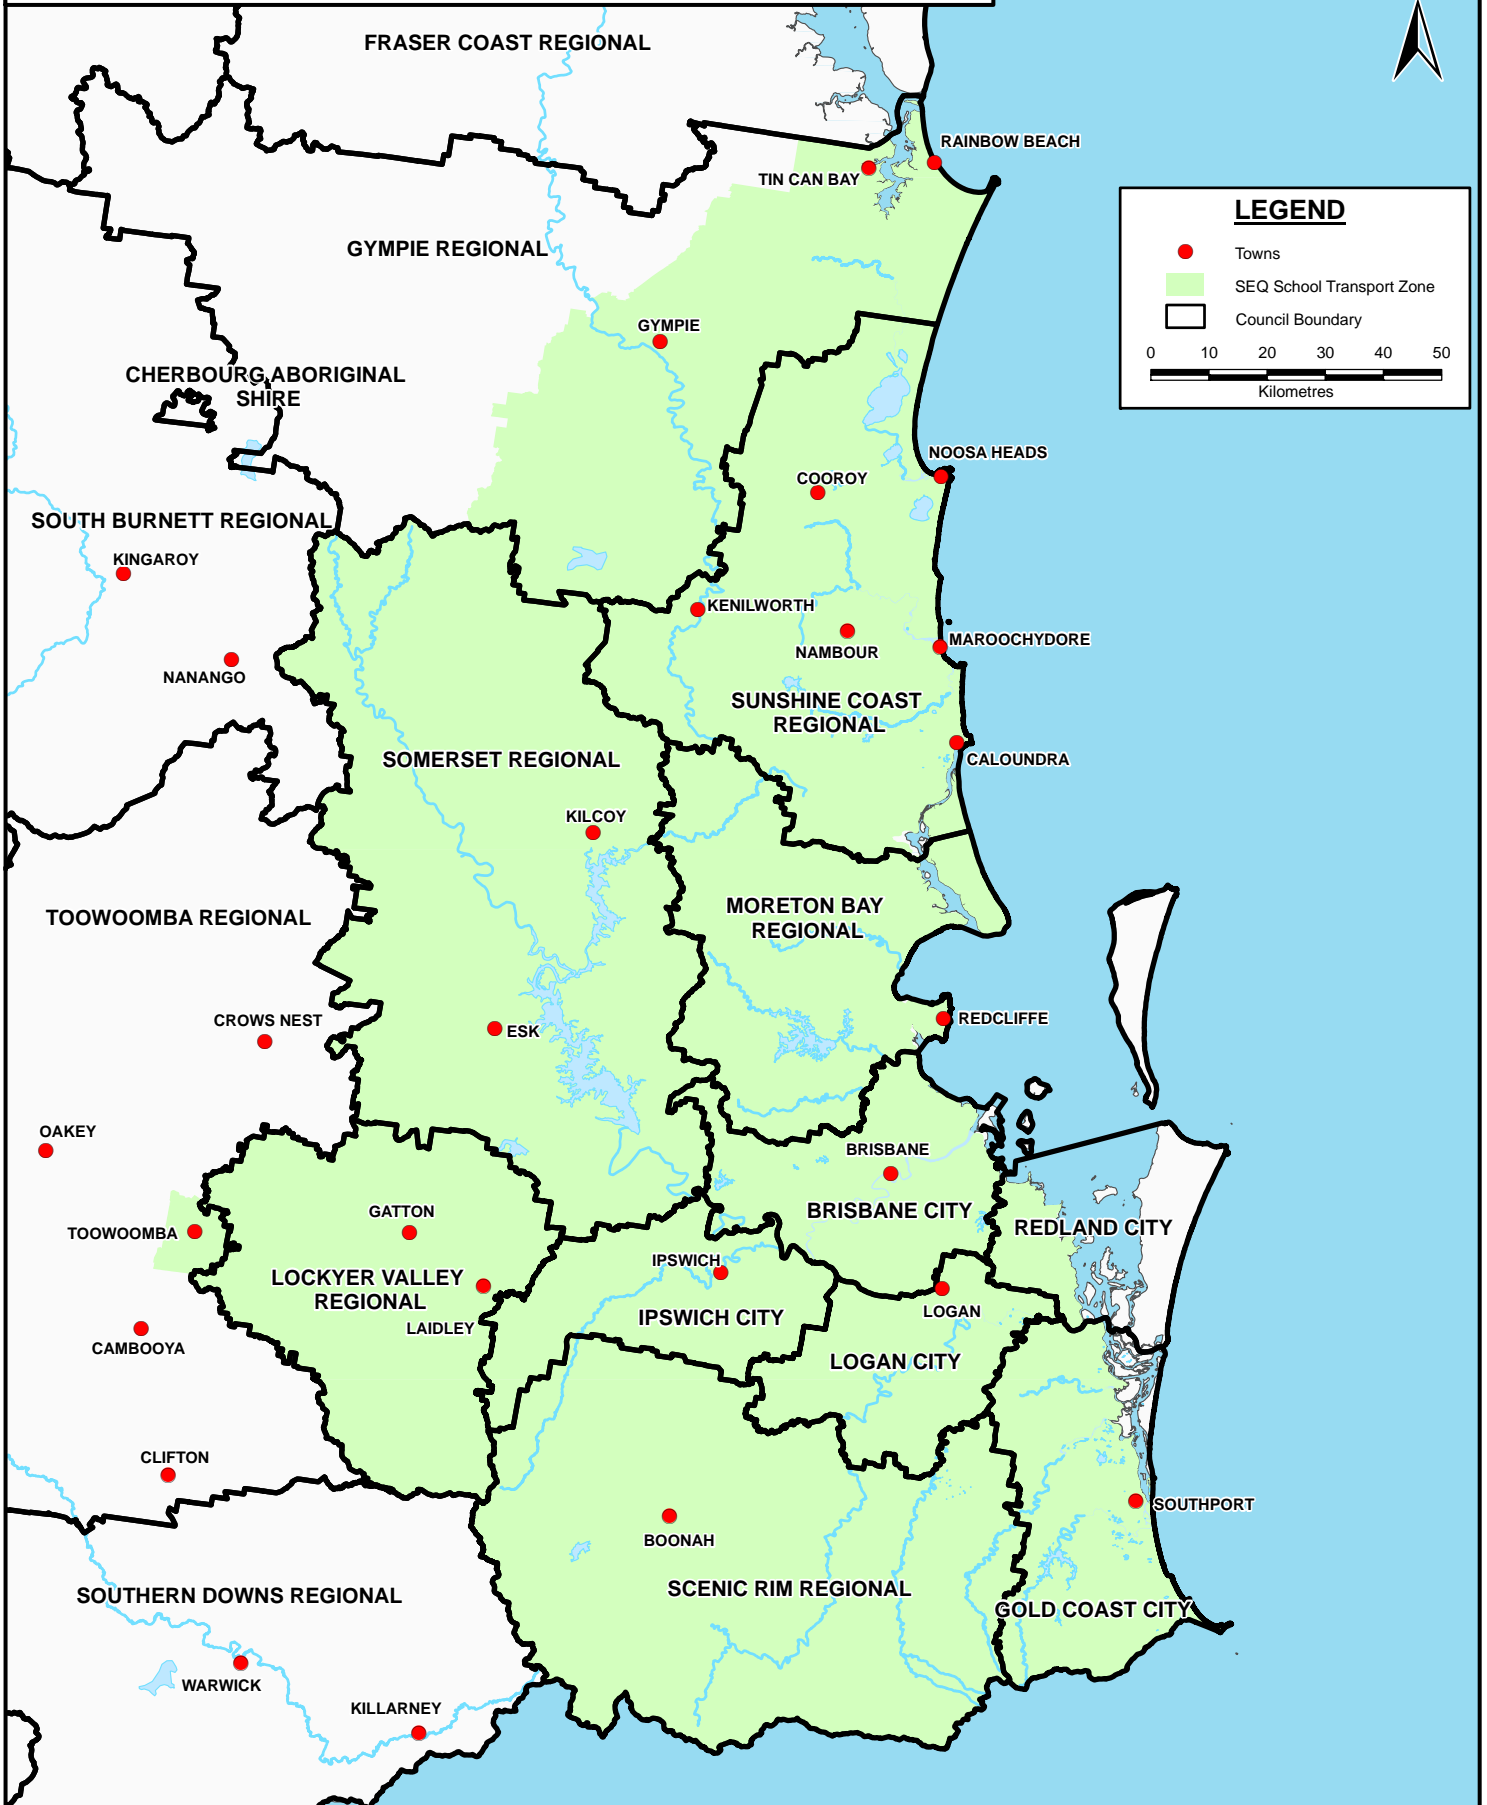 FRASER COAST REGIONAL
RAINBOW BEACH
TIN CAN BAY
LEGEND
Towns
SEQ School Transport Zone
Council Boundary
0 10 20 30 40 50
Kilometres
GYMPIE REGIONAL
GYMPIE
CHERBOURG ABORIGINAL
SHIRE
NOOSA HEADS
COOROY
SOUTH BURNETT REGIONAL
KINGAROY
KENILWORTH
NAMBOUR
MAROOCHYDORE
NANANGO
SUNSHINE COAST
REGIONAL
SOMERSET REGIONAL
CALOUNDRA
KILCOY
TOOWOOMBA REGIONAL
MORETON BAY
REGIONAL
CROWS NEST
ESK
REDCLIFFE
OAKEY
BRISBANE
GATTON
BRISBANE CITY
TOOWOOMBA
REDLAND CITY
IPSWICH
LOCKYER VALLEY
REGIONAL
LAIDLEY
IPSWICH CITY
LOGAN
CAMBOOYA
LOGAN CITY
CLIFTON
SOUTHPORT
BOONAH
SOUTHERN DOWNS REGIONAL
SCENIC RIM REGIONAL
GOLD COAST CITY
WARWICK
KILLARNEY